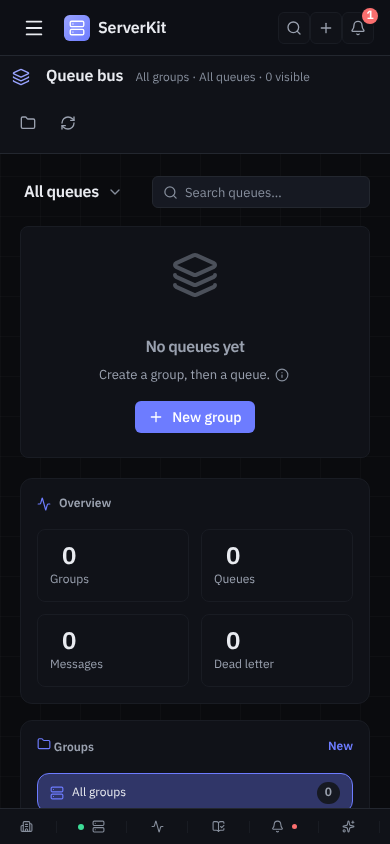 ServerKit
1
Queue bus
All groups · All queues · 0 visible
All queues
Search queues...
No queues yet
Create a group, then a queue.
New group
Overview
0
Groups
0
Queues
0
Messages
0
Dead letter
Groups
New
All groups
0